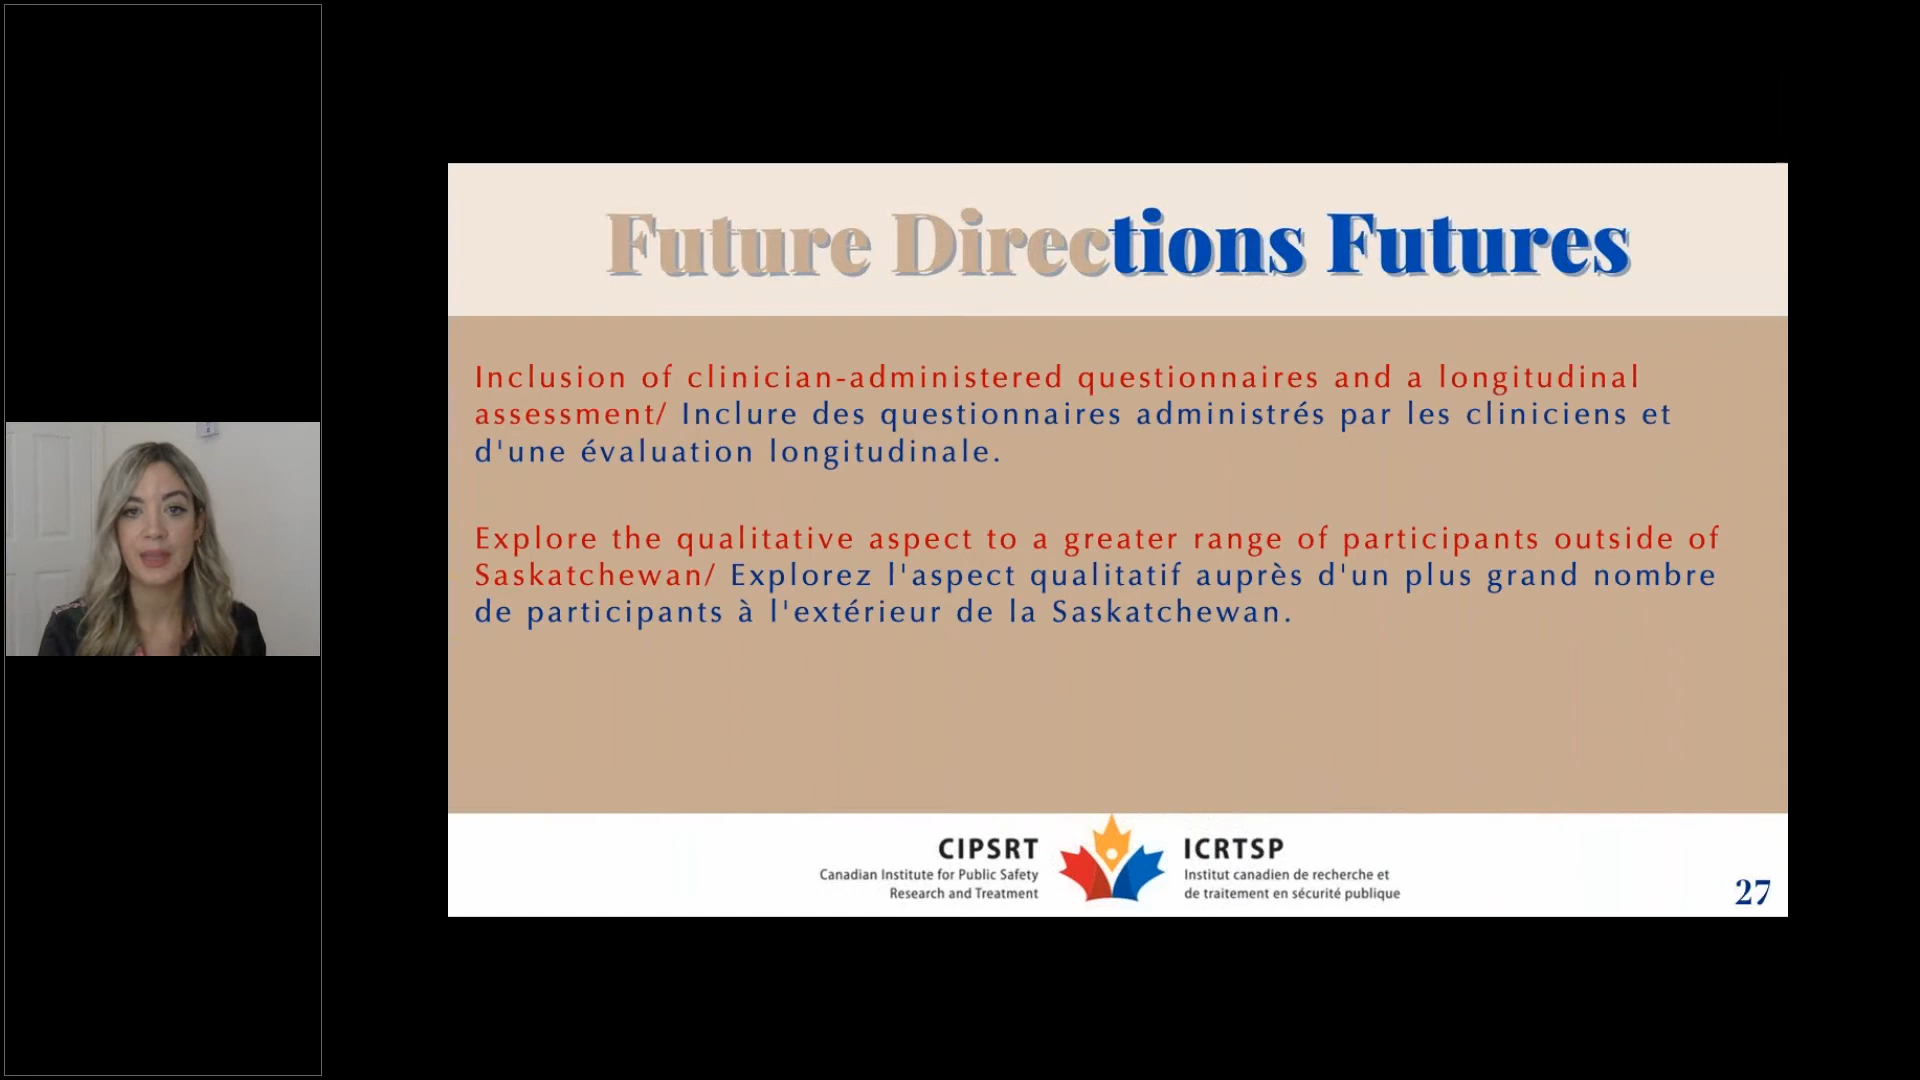 Future Directions Futures
Inclusion of clinician-administered questionnaires and a longitudinal
assessment/ Inclure des questionnaires administrés par les cliniciens et
d'une évaluation longitudinale.
Explore the qualitative aspect to a greater range of participants outside of
Saskatchewan/ Explorez l'aspect qualitatif auprès d'un plus grand nombre
de participants à l'extérieur de la Saskatchewan.
CIPSRT
Canadian Institute for Public Safety
Research and Treatment
ICRTSP
Institut canadien de recherche et
de traitement en sécurité publique
27